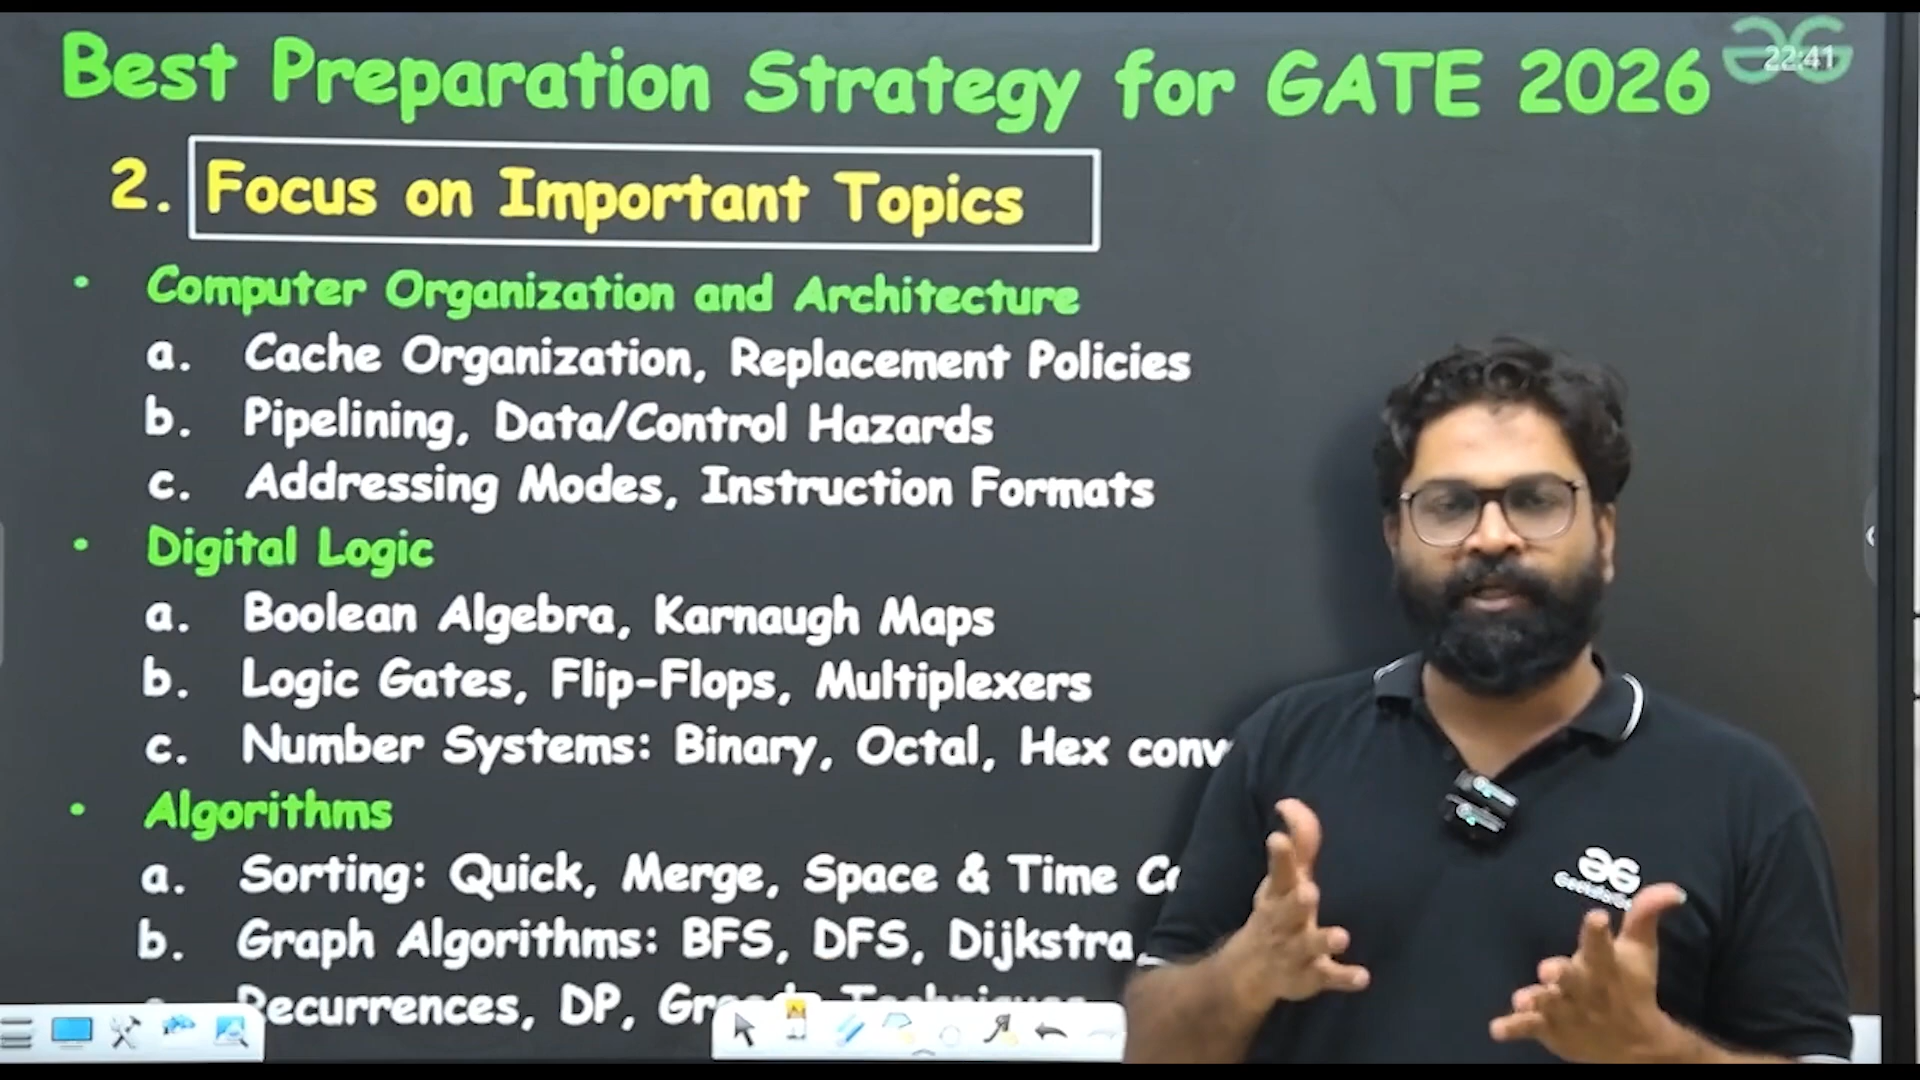 Best Preparation Strategy for GATE 2026
22:41
2. Focus on Important Topics
• Computer Organization and Architecture
a. Cache Organization, Replacement Policies
b. Pipelining, Data/Control Hazards
c. Addressing Modes, Instruction Formats
• Digital Logic
a. Boolean Algebra, Karnaugh Maps
b. Logic Gates, Flip-Flops, Multiplexers
c. Number Systems: Binary, Octal, Hex
• Algorithms
a. Sorting: Quick, Merge, Space & Time
b. Graph Algorithms: BFS, DFS, Dijkstra,
Recurrences, DP,